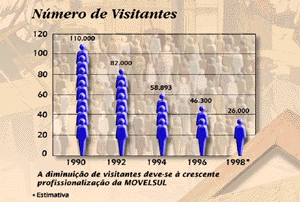 Número de Visitantes
120
100
80
60
40
20
0
110.000
82.000
58.893
46.300
26.000
1990 1992 1994 1996 1998*
A diminuição de visitantes deve-se à crescente
profissionalização da MOVELSUL
• Estimativa